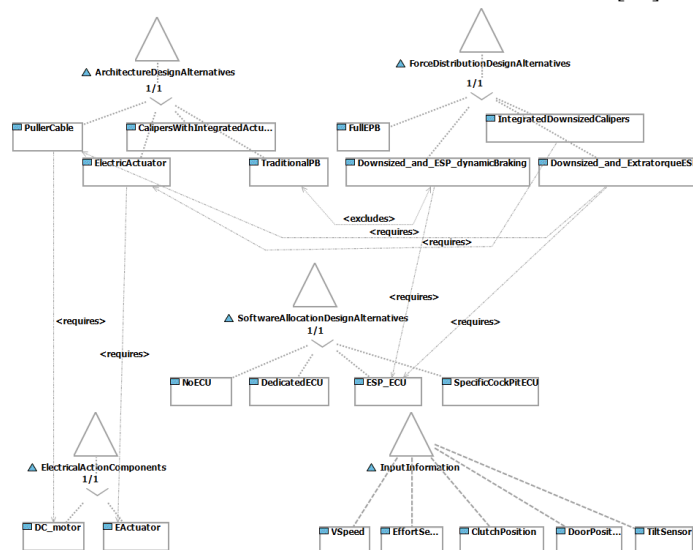 ArchitectureDesignAlternatives
ForceDistributionDesignAlternatives
1/1
1/1
PullerCable
CalipersWithIntegratedActu...
FullEPB
IntegratedDownsizedCalipers
ElectricActuator
TraditionalPB
Downsized_and_ESP_dynamicBraking
Downsized_and_ExtratorqueESP
<excludes>
<requires>
<requires>
SoftwareAllocationDesignAlternatives
<requires>
<requires>
1/1
<requires>
<requires>
NoECU
DedicatedECU
ESP_ECU
SpecificCockPitECU
ElectricalActionComponents
InputInformation
1/1
DC_motor
EActuator
VSpeed
EffortSe...
ClutchPosition
DoorPosit...
TiltSensor